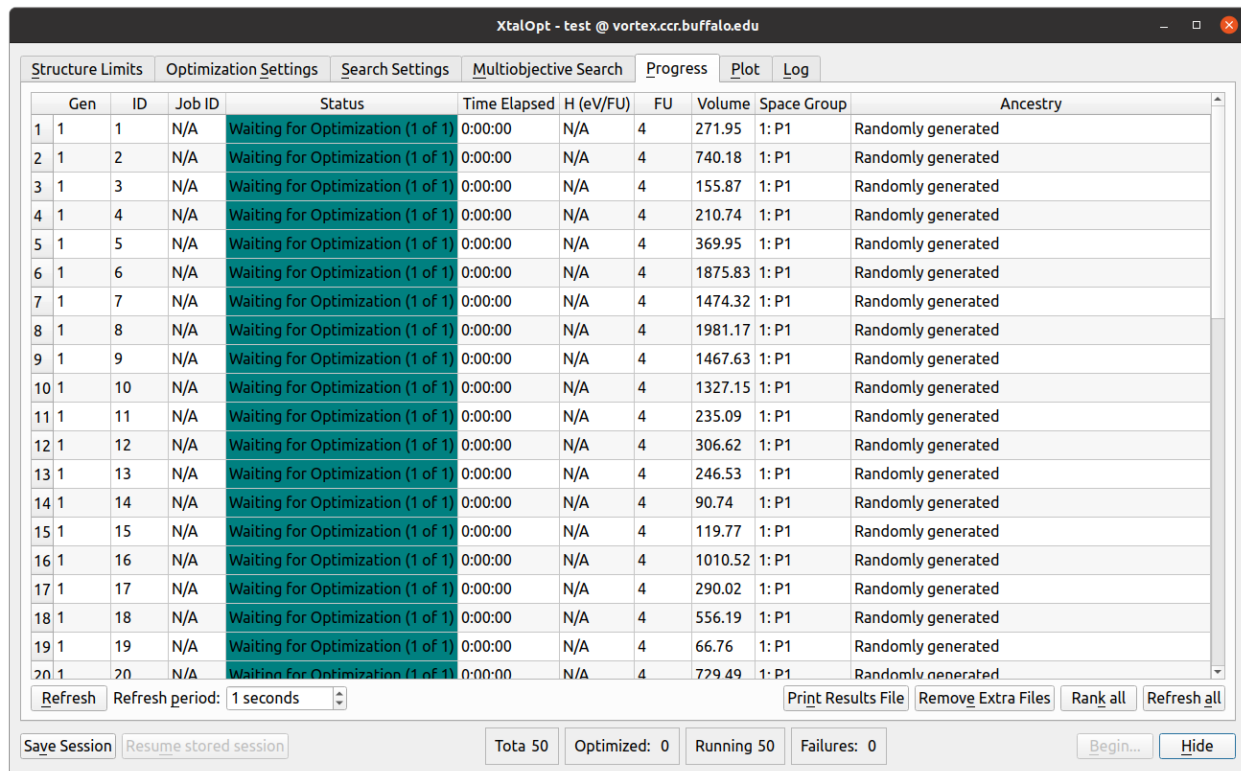 XtalOpt - test @ vortex.ccr.buffalo.edu
Structure Limits Optimization Settings Search Settings Multiobjective Search Progress Plot Log
Gen ID Job ID Status Time Elapsed H (eV/FU) FU Volume Space Group Ancestry
1 1 1 N/A Waiting for Optimization (1 of 1) 0:00:00 N/A 4 271.95 1: P1 Randomly generated
2 1 2 N/A Waiting for Optimization (1 of 1) 0:00:00 N/A 4 740.18 1: P1 Randomly generated
3 1 3 N/A Waiting for Optimization (1 of 1) 0:00:00 N/A 4 155.87 1: P1 Randomly generated
4 1 4 N/A Waiting for Optimization (1 of 1) 0:00:00 N/A 4 210.74 1: P1 Randomly generated
5 1 5 N/A Waiting for Optimization (1 of 1) 0:00:00 N/A 4 369.95 1: P1 Randomly generated
6 1 6 N/A Waiting for Optimization (1 of 1) 0:00:00 N/A 4 1875.83 1: P1 Randomly generated
7 1 7 N/A Waiting for Optimization (1 of 1) 0:00:00 N/A 4 1474.32 1: P1 Randomly generated
8 1 8 N/A Waiting for Optimization (1 of 1) 0:00:00 N/A 4 1981.17 1: P1 Randomly generated
9 1 9 N/A Waiting for Optimization (1 of 1) 0:00:00 N/A 4 1467.63 1: P1 Randomly generated
10 1 10 N/A Waiting for Optimization (1 of 1) 0:00:00 N/A 4 1327.15 1: P1 Randomly generated
11 1 11 N/A Waiting for Optimization (1 of 1) 0:00:00 N/A 4 235.09 1: P1 Randomly generated
12 1 12 N/A Waiting for Optimization (1 of 1) 0:00:00 N/A 4 306.62 1: P1 Randomly generated
13 1 13 N/A Waiting for Optimization (1 of 1) 0:00:00 N/A 4 246.53 1: P1 Randomly generated
14 1 14 N/A Waiting for Optimization (1 of 1) 0:00:00 N/A 4 90.74 1: P1 Randomly generated
15 1 15 N/A Waiting for Optimization (1 of 1) 0:00:00 N/A 4 119.77 1: P1 Randomly generated
16 1 16 N/A Waiting for Optimization (1 of 1) 0:00:00 N/A 4 1010.52 1: P1 Randomly generated
17 1 17 N/A Waiting for Optimization (1 of 1) 0:00:00 N/A 4 290.02 1: P1 Randomly generated
18 1 18 N/A Waiting for Optimization (1 of 1) 0:00:00 N/A 4 556.19 1: P1 Randomly generated
19 1 19 N/A Waiting for Optimization (1 of 1) 0:00:00 N/A 4 66.76 1: P1 Randomly generated
20 1 20 N/A Waiting for Optimization (1 of 1) 0:00:00 N/A 4 729.49 1: P1 Randomly generated
Refresh Refresh period: 1 seconds Print Results File Remove Extra Files Rank all Refresh all
Save Session Resume stored session Tota 50 Optimized: 0 Running 50 Failures: 0 Begin... Hide